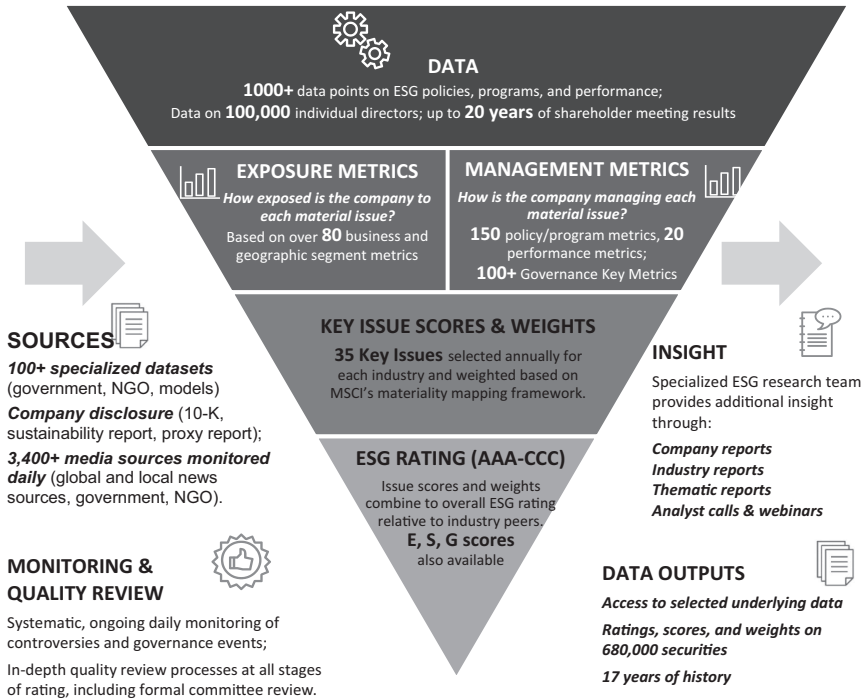 DATA
1000+ data points on ESG policies, programs, and performance;
Data on 100,000 individual directors; up to 20 years of shareholder meeting results
EXPOSURE METRICS
How exposed is the company to
each material issue?
Based on over 80 business and
geographic segment metrics
MANAGEMENT METRICS
How is the company managing each
material issue?
150 policy/program metrics, 20
performance metrics;
100+ Governance Key Metrics
KEY ISSUE SCORES & WEIGHTS
35 Key Issues selected annually for
each industry and weighted based on
MSCI's materiality mapping framework.
ESG RATING (AAA-CCC)
Issue scores and weights
combine to overall ESG rating
relative to industry peers.
E, S, G scores
also available
SOURCES
100+ specialized datasets
(government, NGO, models)
Company disclosure (10-K,
sustainability report, proxy report);
3,400+ media sources monitored
daily (global and local news
sources, government, NGO).
MONITORING &
QUALITY REVIEW
Systematic, ongoing daily monitoring of
controversies and governance events;
In-depth quality review processes at all stages
of rating, including formal committee review.
INSIGHT
Specialized ESG research team
provides additional insight
through:
Company reports
Industry reports
Thematic reports
Analyst calls & webinars
DATA OUTPUTS
Access to selected underlying data
Ratings, scores, and weights on
680,000 securities
17 years of history